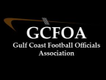 GCFOA
Gulf Coast Football Officials
Association